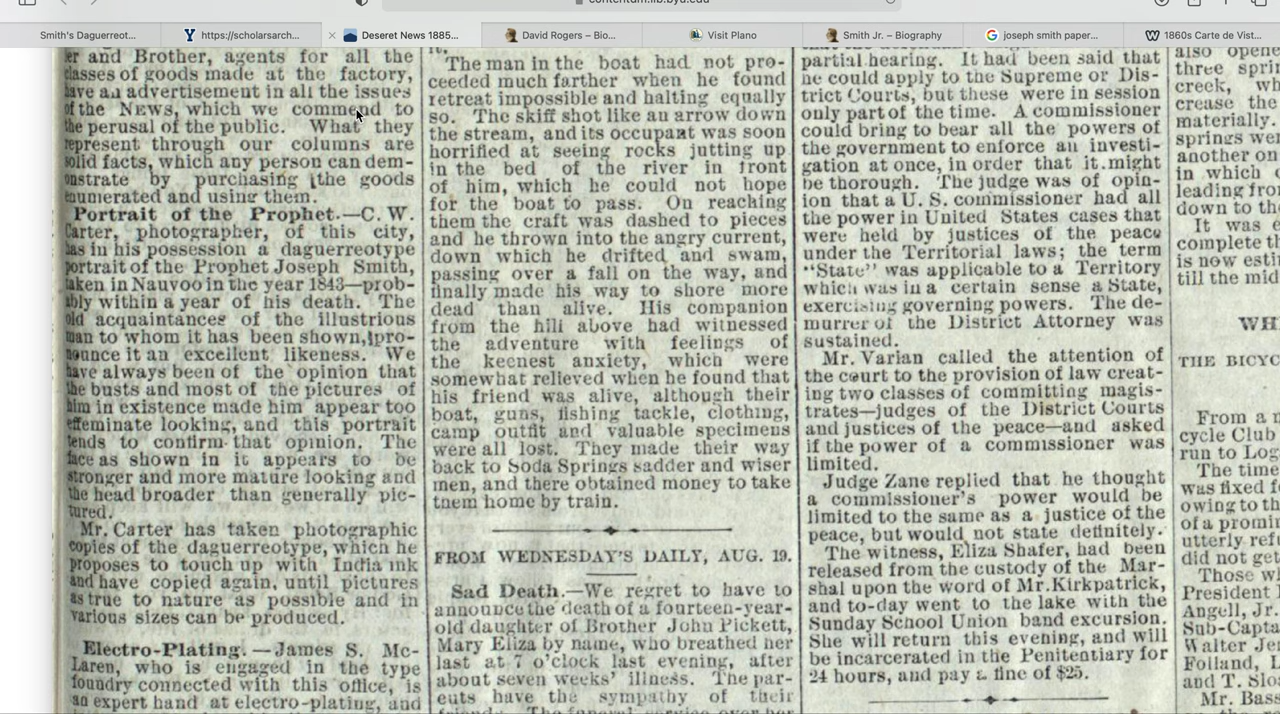 contentdm.lib.byu.edu
Smith's Daguerreot...
https://scholarsarch...
Deseret News 1885...
David Rogers – Bio...
Visit Plano
Smith Jr. – Biography
joseph smith paper...
1860s Carte de Vist...
er and Brother, agents for all the
classes of goods made at the factory,
have an advertisement in all the issues
of the NEWS, which we commend to
the perusal of the public. What they
represent through our columns are
solid facts, which any person can dem-
onstrate by purchasing the goods
enumerated and using them.
Portrait of the Prophet.—C. W.
Carter, photographer, of this city,
has in his possession a daguerreotype
portrait of the Prophet Joseph Smith,
taken in Nauvoo in the year 1843—prob-
ably within a year of his death. The
old acquaintances of the illustrious
man to whom it has been shown, pro-
nounce it an excellent likeness. We
have always been of the opinion that
the busts and most of the pictures of
him in existence made him appear too
effeminate looking, and this portrait
tends to confirm that opinion. The
face as shown in it appears to be
stronger and more mature looking and
the head broader than generally pic-
tured.
Mr. Carter has taken photographic
copies of the daguerreotype, which he
proposes to touch up with India ink
and have copied again, until pictures
as true to nature as possible and in
various sizes can be produced.
Electro-Plating.—James S. Mc-
Laren, who is engaged in the type
foundry connected with this office, is
an expert hand at electro-plating, and
it.
The man in the boat had not pro-
ceeded much farther when he found
retreat impossible and halting equally
so. The skiff shot like an arrow down
the stream, and its occupant was soon
horrified at seeing rocks jutting up
in the bed of the river in front
of him, which he could not hope
for the boat to pass. On reaching
them the craft was dashed to pieces
and he thrown into the angry current,
down which he drifted and swam,
passing over a fall on the way, and
finally made his way to shore more
dead than alive. His companion
from the hill above had witnessed
the adventure with feelings of
the keenest anxiety, which were
somewhat relieved when he found that
his friend was alive, although their
boat, guns, fishing tackle, clothing,
camp outfit and valuable specimens
were all lost. They made their way
back to Soda Springs sadder and wiser
men, and there obtained money to take
them home by train.
FROM WEDNESDAY'S DAILY, AUG. 19.
Sad Death.—We regret to have to
announce the death of a fourteen-year-
old daughter of Brother John Pickett,
Mary Eliza by name, who breathed her
last at 7 o'clock last evening, after
about seven weeks' illness. The par-
ents have the sympathy of their
partial hearing. It had been said that
he could apply to the Supreme or Dis-
trict Courts, but these were in session
only part of the time. A commissioner
could bring to bear all the powers of
the government to enforce an investi-
gation at once, in order that it might
be thorough. The judge was of opin-
ion that a U. S. commissioner had all
the power in United States cases that
were held by justices of the peace
under the Territorial laws; the term
"State" was applicable to a Territory
which was in a certain sense a State,
exercising governing powers. The de-
murrer of the District Attorney was
sustained.
Mr. Varian called the attention of
the court to the provision of law creat-
ing two classes of committing magis-
trates—judges of the District Courts
and justices of the peace—and asked
if the power of a commissioner was
limited.
Judge Zane replied that he thought
a commissioner's power would be
limited to the same as a justice of the
peace, but would not state definitely.
The witness, Eliza Shafer, had been
released from the custody of the Mar-
shal upon the word of Mr. Kirkpatrick,
and to-day went to the lake with the
Sunday School Union band excursion.
She will return this evening, and will
be incarcerated in the Penitentiary for
24 hours, and pay a fine of $25.
also opene
three sprin
creek, wh
crease the
materially.
springs wer
another on
in which
leading fron
down to the
It was e
complete th
is now esti
till the mid
WH
THE BICYC
From a n
cycle Club
run to Log
The time
was fixed f
owing to th
of a promin
utterly refu
did not get
Those wl
President
Angell, Jr.
Sub-Capta
Walter Je
Folland, I
and T. Slo
Mr. Bass